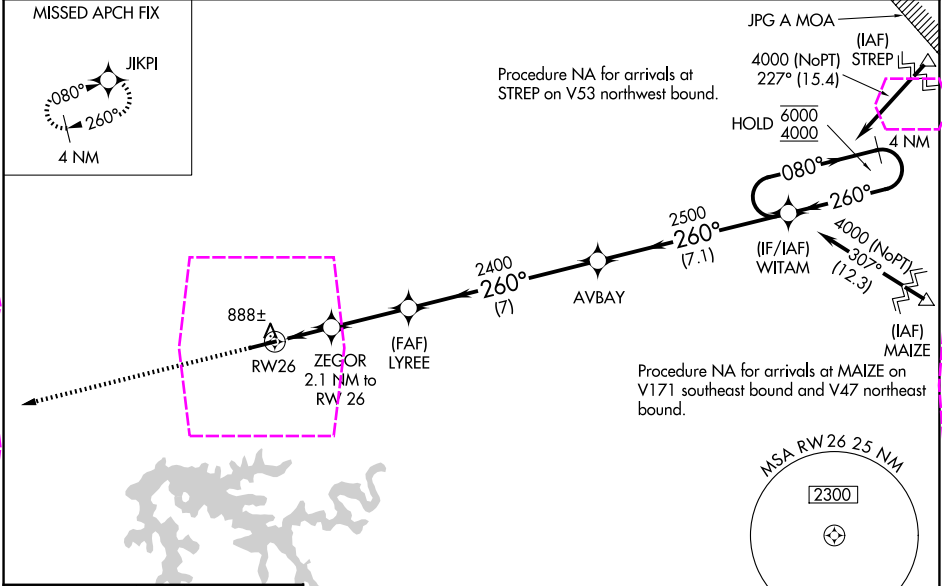 MISSED APCH FIX
JIKPI
080°
260°
4 NM
JPG A MOA
(IAF)
STREP
4000 (NoPT)
227° (15.4)
Procedure NA for arrivals at
STREP on V53 northwest bound.
HOLD 6000
4000
4 NM
080°
260°
2500
260°
(7.1)
(IF/IAF)
WITAM
4000 (NoPT)
307°
(12.3)
(IAF)
MAIZE
2400
260°
(7)
AVBAY
(FAF)
LYREE
888±
RW26
ZEGOR
2.1 NM to
RW 26
Procedure NA for arrivals at MAIZE on
V171 southeast bound and V47 northeast
bound.
MSA RW 26 25 NM
2300